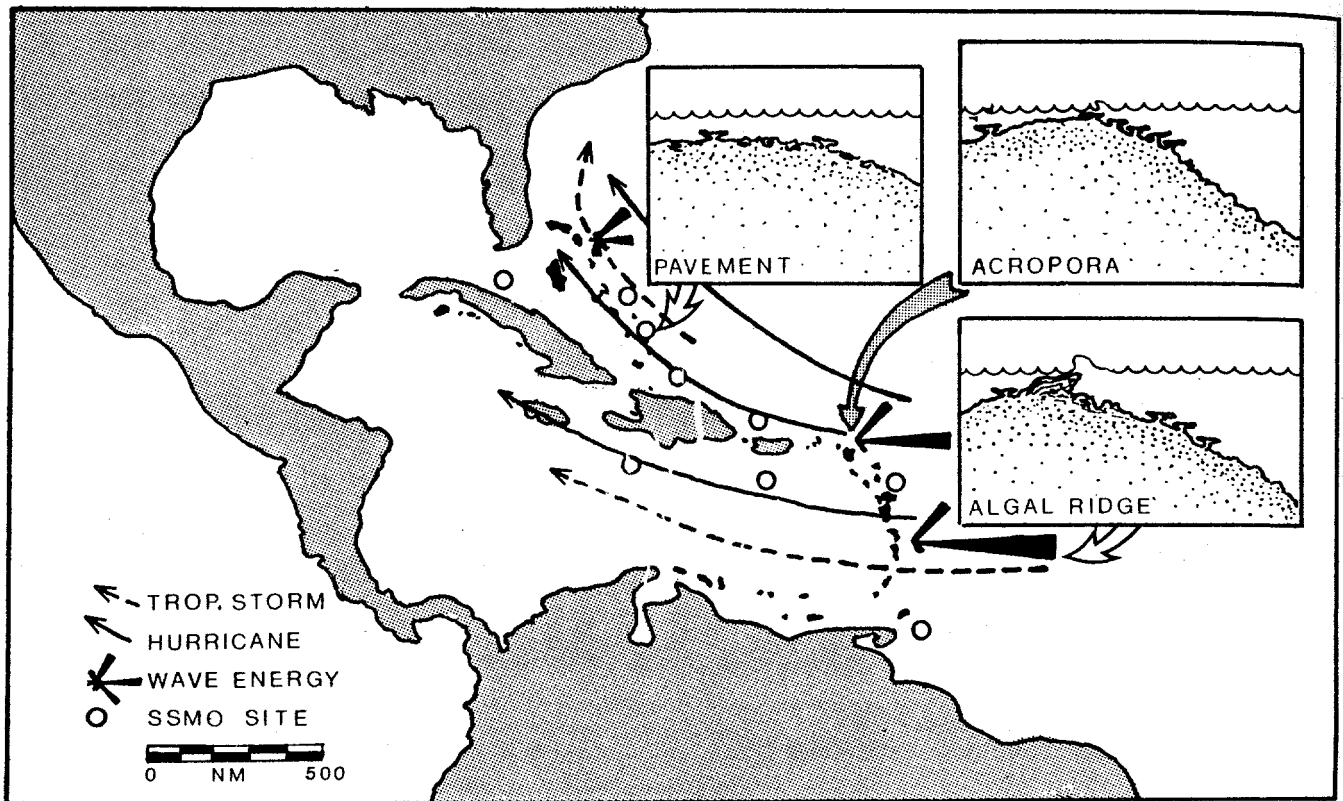 PAVEMENT
ACROPORA
ALGAL RIDGE
TROP. STORM
HURRICANE
WAVE ENERGY
SSMO SITE
0 NM 500